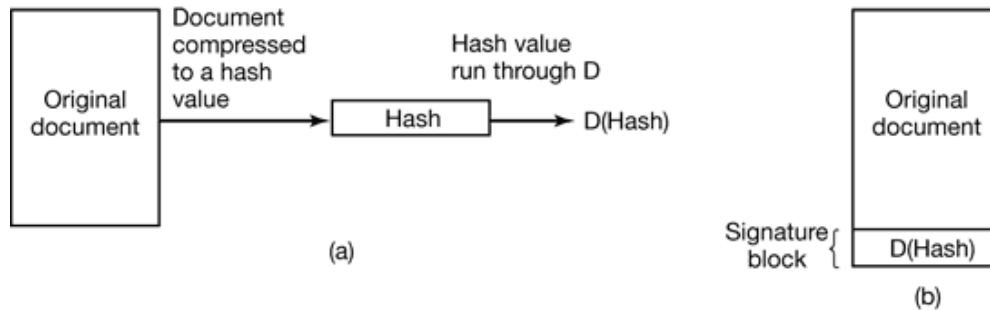 Original
document
Document
compressed
to a hash
value
Hash
Hash value
run through D
D(Hash)
(a)
Original
document
Signature
block
D(Hash)
(b)